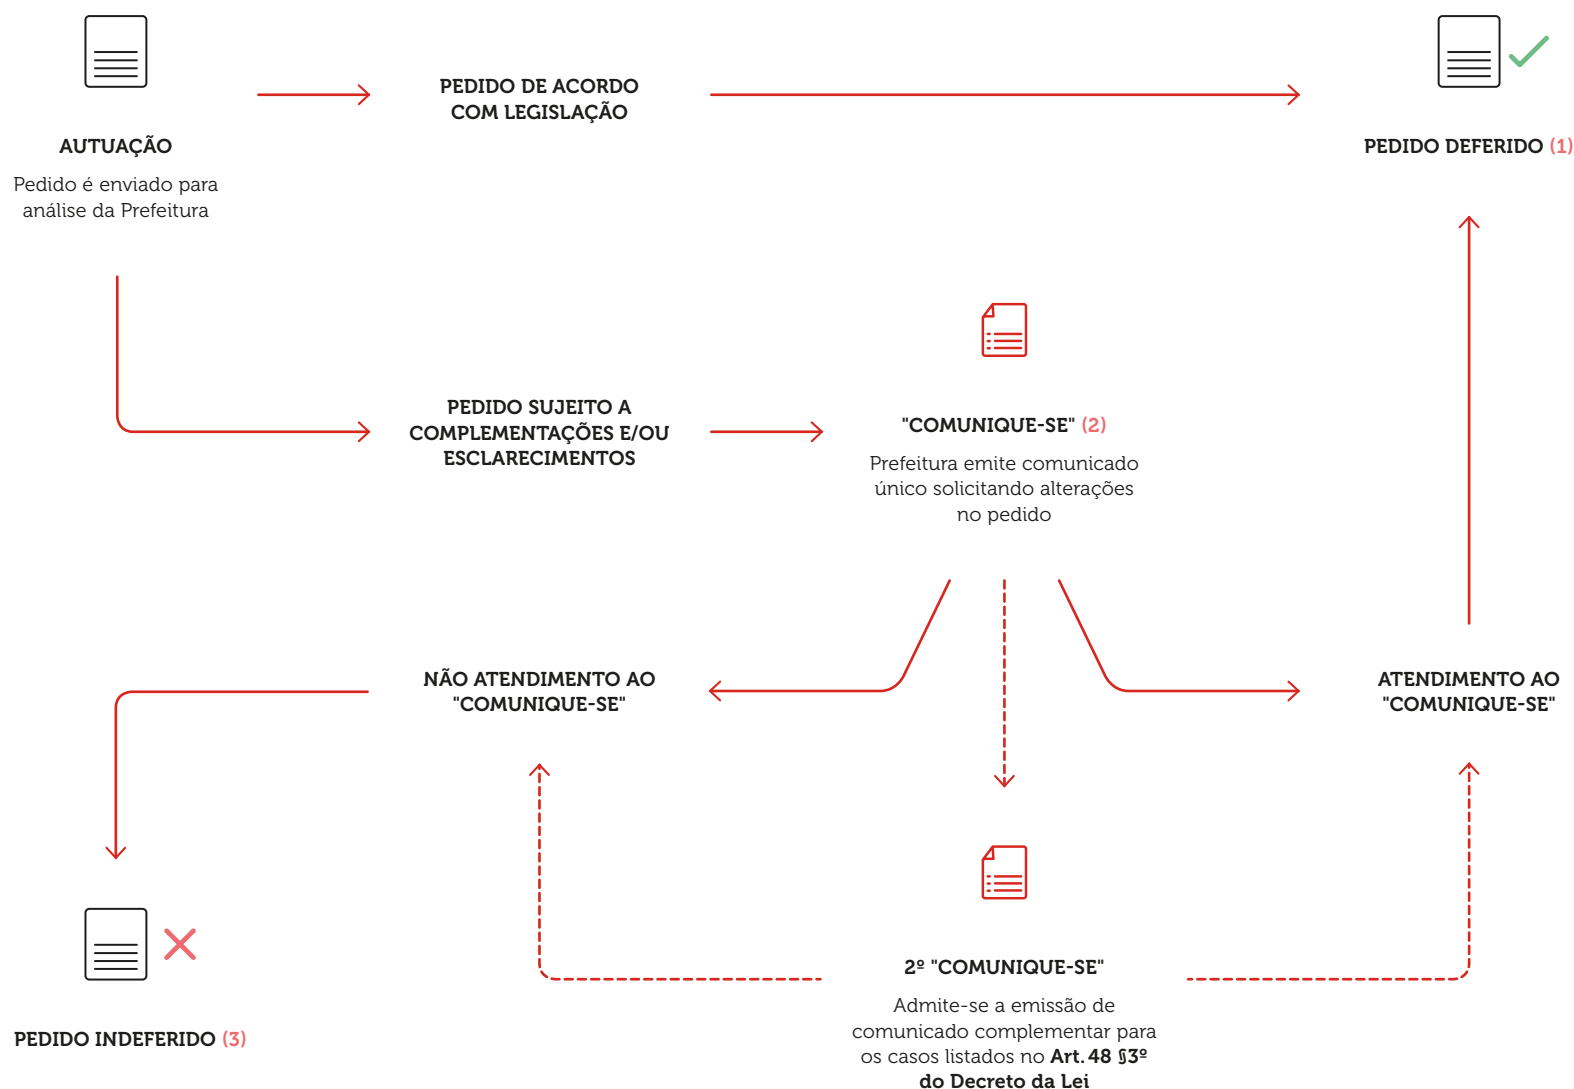 AUTUAÇÃO
Pedido é enviado para
análise da Prefeitura
PEDIDO DE ACORDO
COM LEGISLAÇÃO
PEDIDO DEFERIDO (1)
PEDIDO SUJEITO A
COMPLEMENTAÇÕES E/OU
ESCLARECIMENTOS
"COMUNIQUE-SE" (2)
Prefeitura emite comunicado
único solicitando alterações
no pedido
NÃO ATENDIMENTO AO
"COMUNIQUE-SE"
ATENDIMENTO AO
"COMUNIQUE-SE"
PEDIDO INDEFERIDO (3)
2º "COMUNIQUE-SE"
Admite-se a emissão de
comunicado complementar para
os casos listados no Art. 48 §3º
do Decreto da Lei